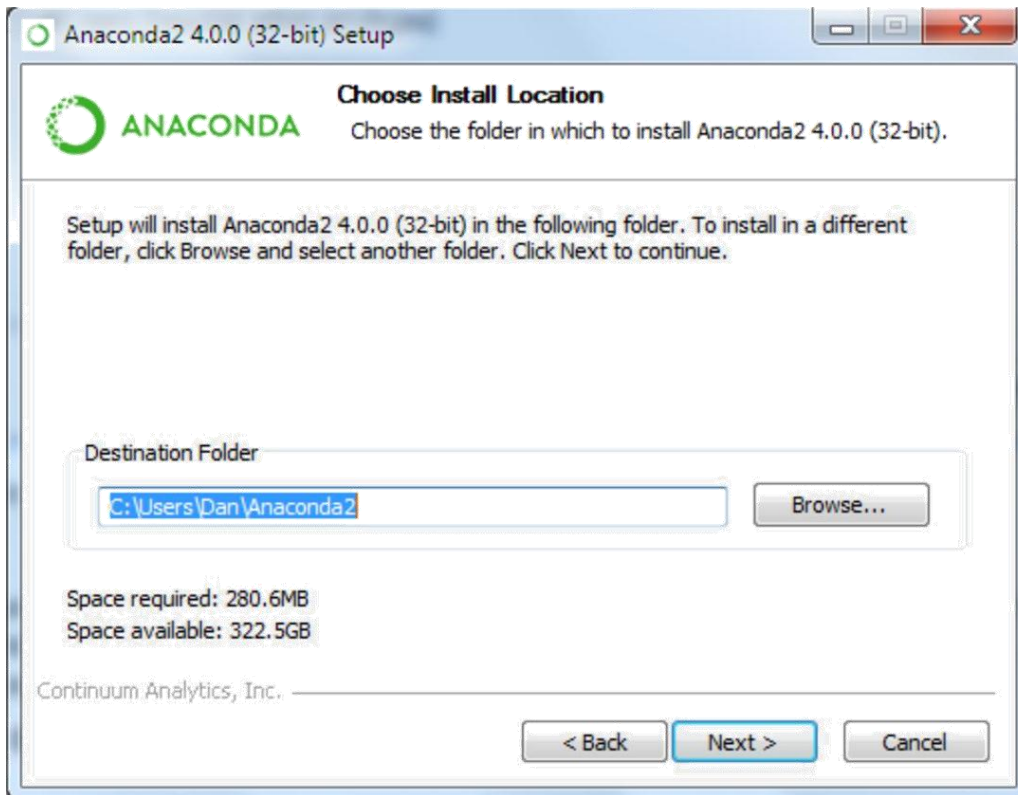 Anaconda2 4.0.0 (32-bit) Setup
ANACONDA
Choose Install Location
Choose the folder in which to install Anaconda2 4.0.0 (32-bit).
Setup will install Anaconda2 4.0.0 (32-bit) in the following folder. To install in a different
folder, click Browse and select another folder. Click Next to continue.
Destination Folder
C:\Users\Dan\Anaconda2
Browse...
Space required: 280.6MB
Space available: 322.5GB
Continuum Analytics, Inc.
< Back
Next >
Cancel